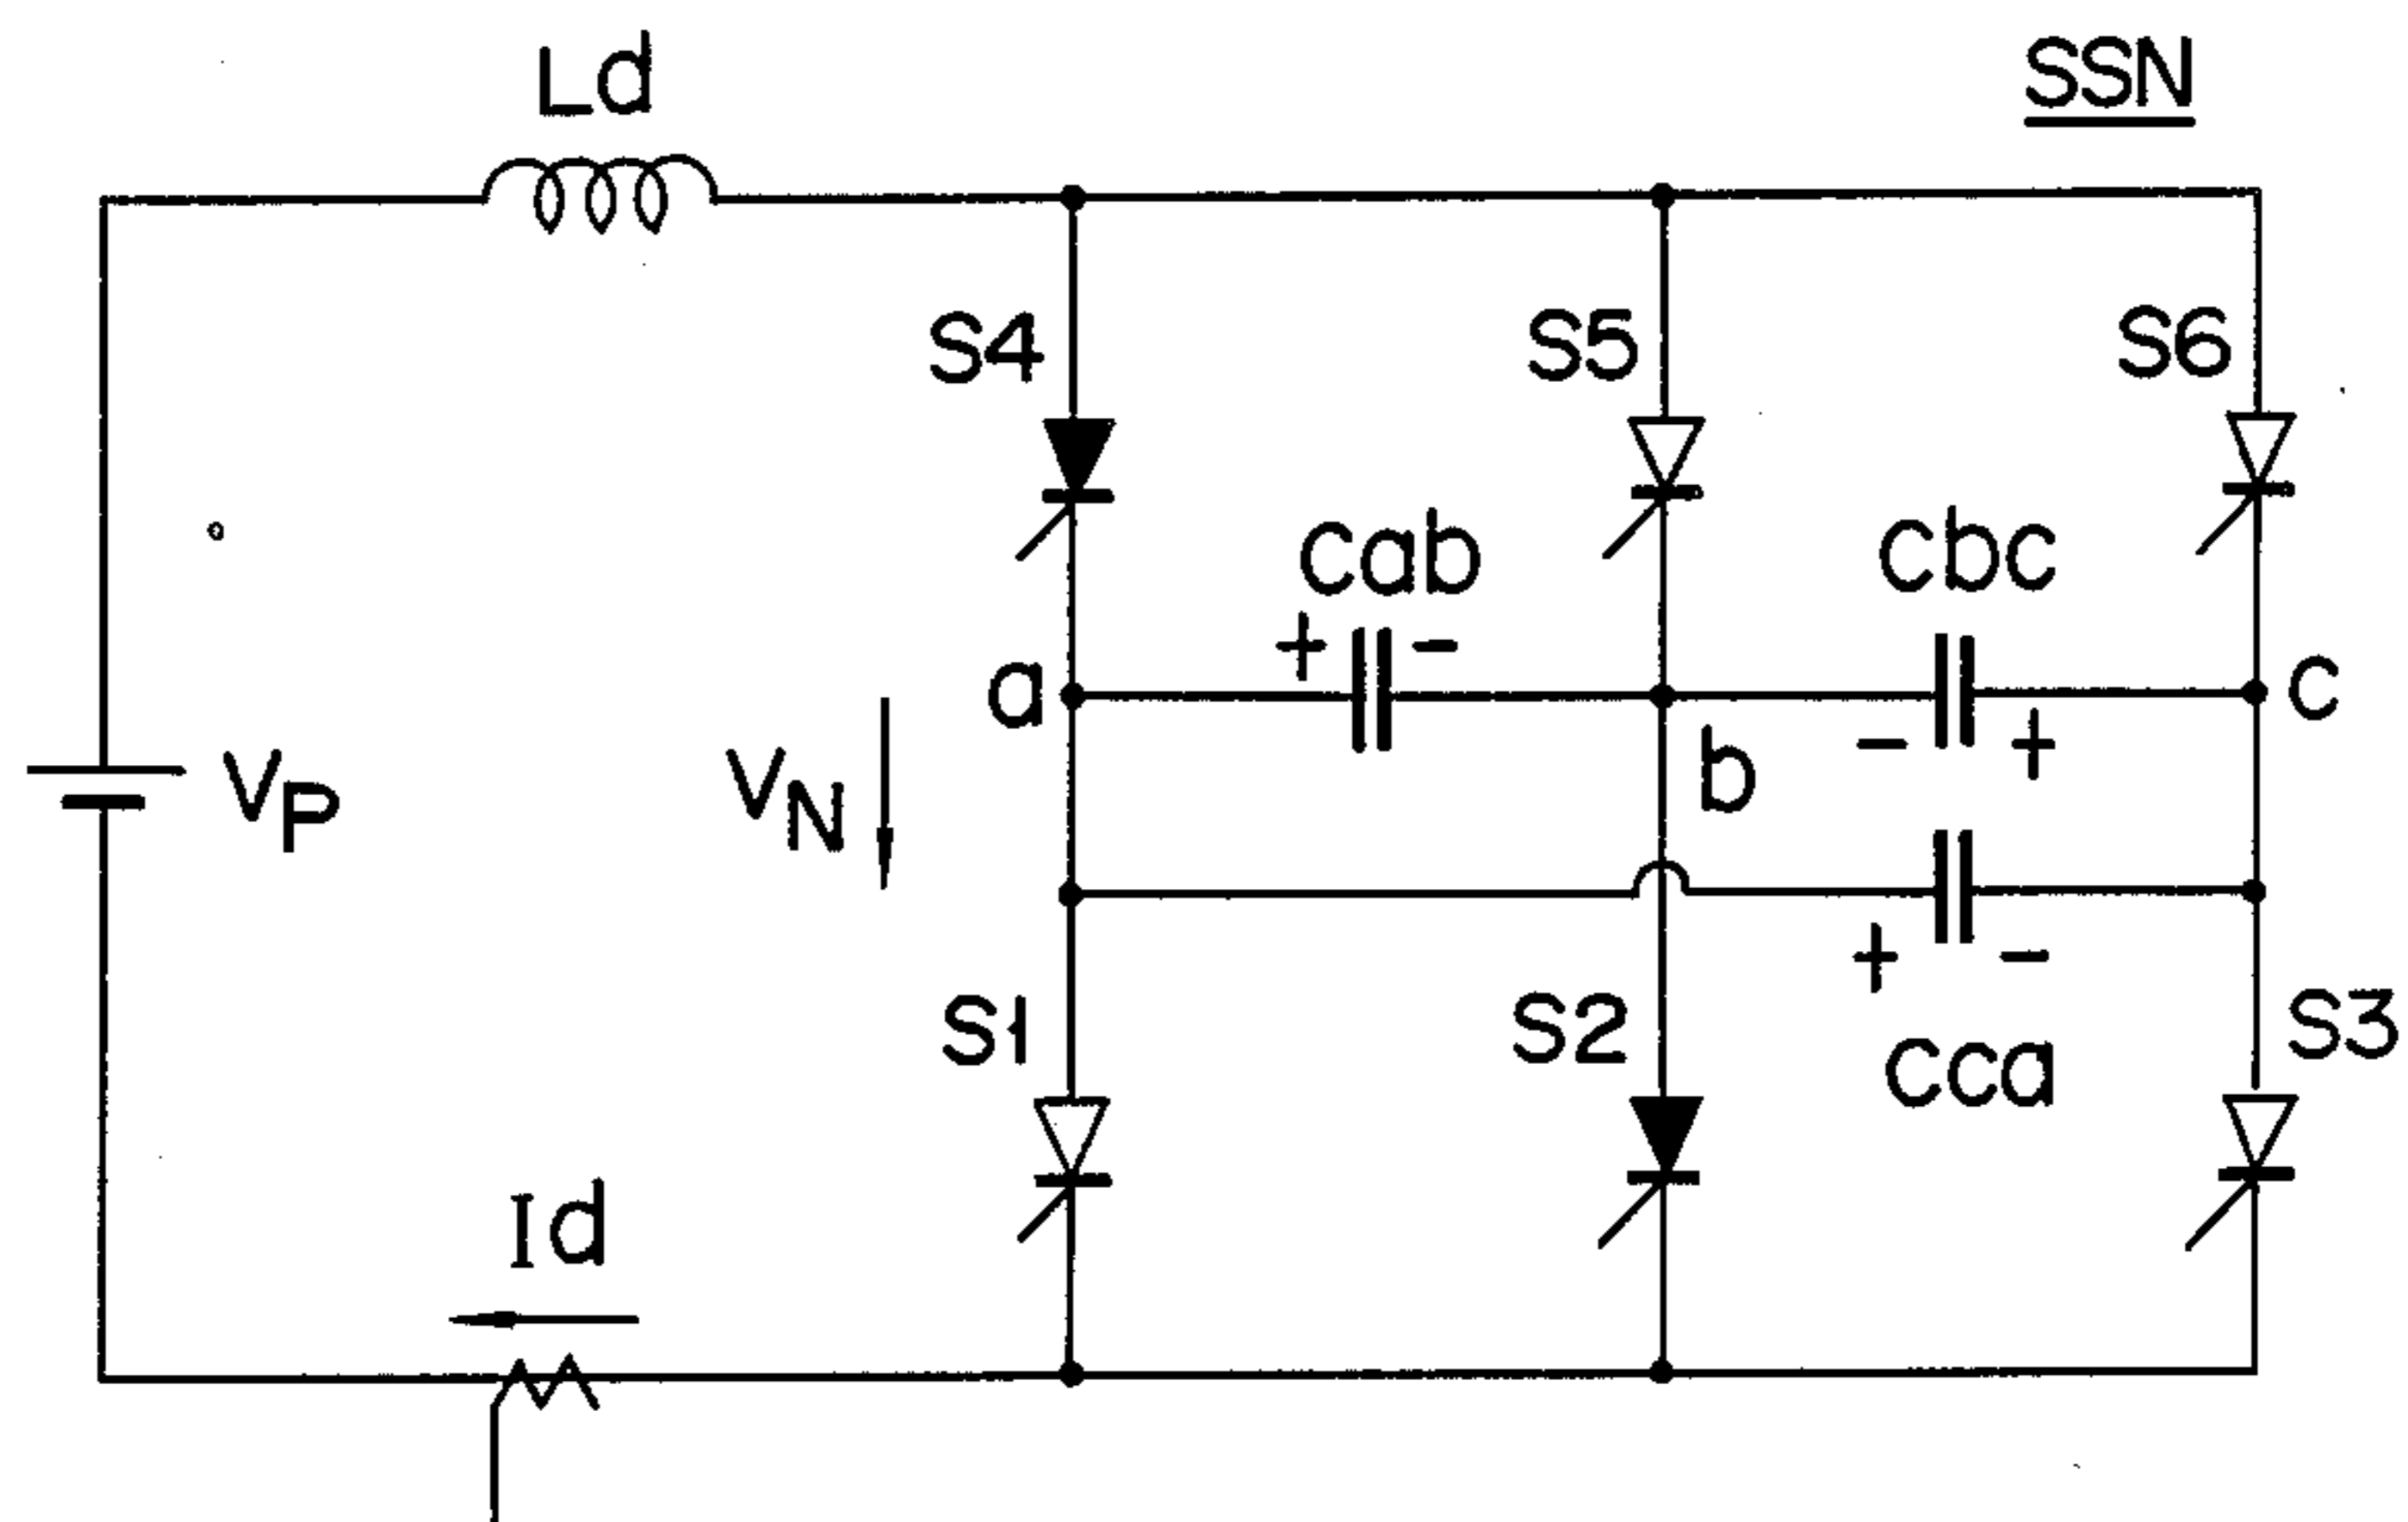 Ld
SSN
S4
S5
S6
Cab
Cbc
+
-
a
c
VP
VN
b
-
+
+
-
S1
S2
S3
Cca
Id